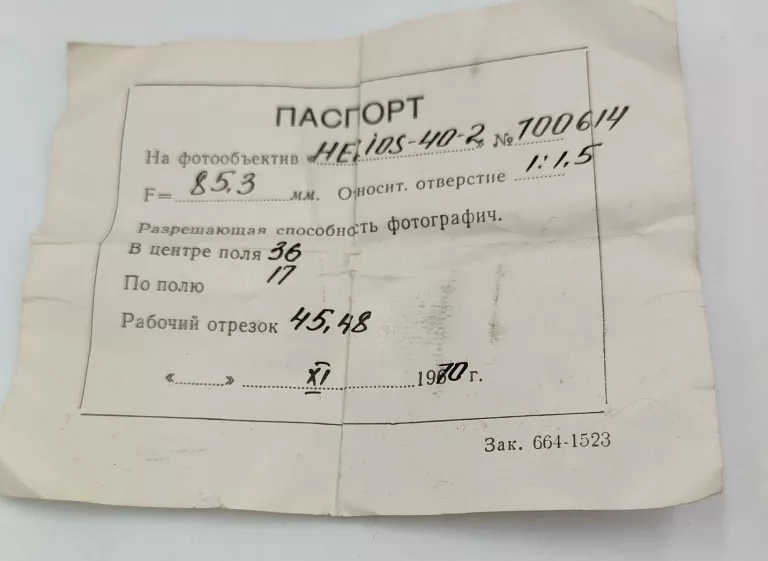 ПАСПОРТ
На фотообъектив «HELIOS-40-2» № 700614
F= 85,3 мм. Относит. отверстие 1:1,5
Разрешающая способность фотографич.
В центре поля 36
По полю 17
Рабочий отрезок 45,48
«........» ........ XI ........ 1970 г.
Зак. 664-1523